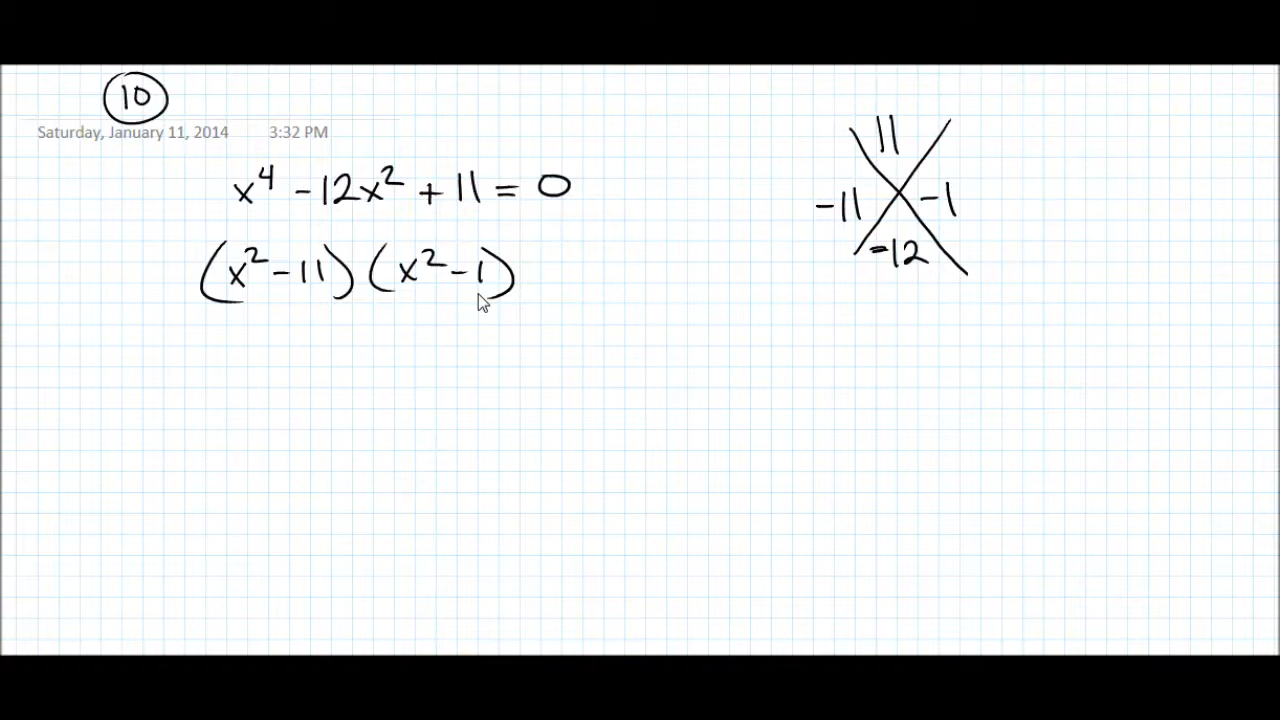 10
Saturday, January 11, 2014 3:32 PM
x⁴ - 12x² + 11 = 0
(x² - 11) (x² - 1)
11
-11 -1
-12